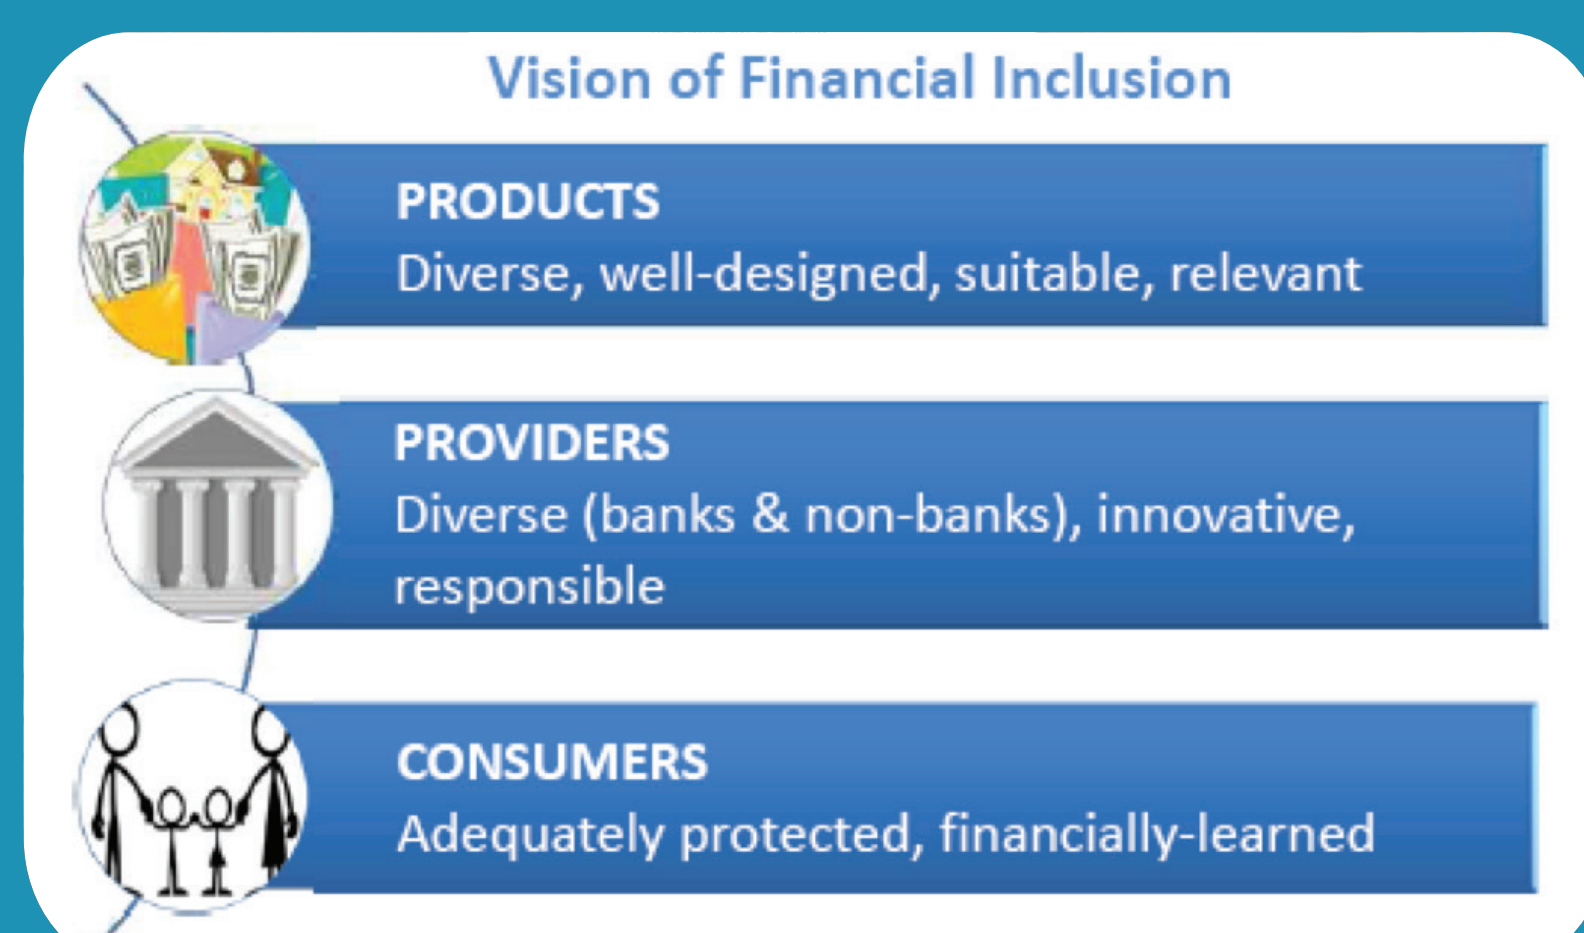 Vision of Financial Inclusion
PRODUCTS
Diverse, well-designed, suitable, relevant
PROVIDERS
Diverse (banks & non-banks), innovative,
responsible
CONSUMERS
Adequately protected, financially-learned